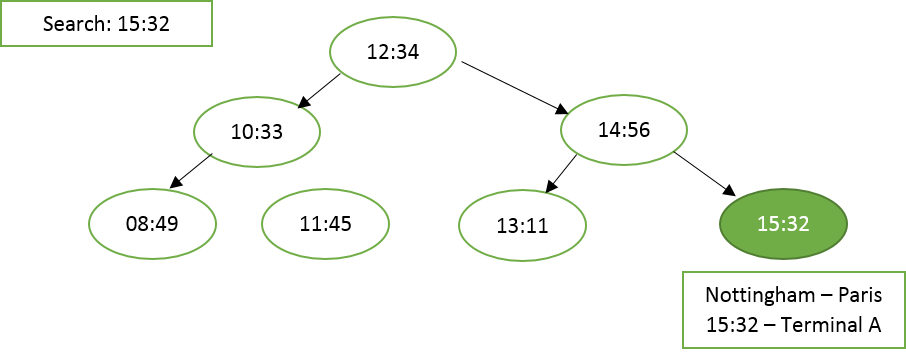 Search: 15:32
12:34
10:33
14:56
08:49
11:45
13:11
15:32
Nottingham – Paris
15:32 – Terminal A